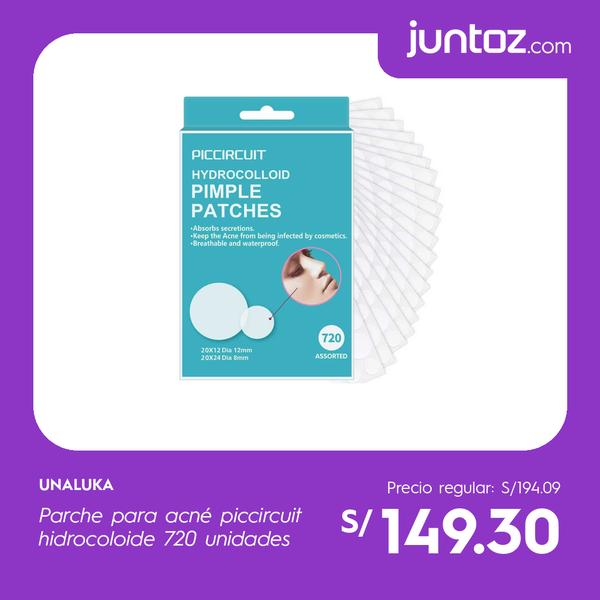 juntoz.com
PICCIRCUIT
HYDROCOLLOID
PIMPLE
PATCHES
•Absorbs secretions.
•Keep the Acne from being infected by cosmetics.
•Breathable and waterproof.
720
ASSORTED
20X12 Dia 12mm
20X24 Dia 8mm
UNALUKA
Parche para acné piccircuit
hidrocoloide 720 unidades
Precio regular: S/194.09
S/149.30